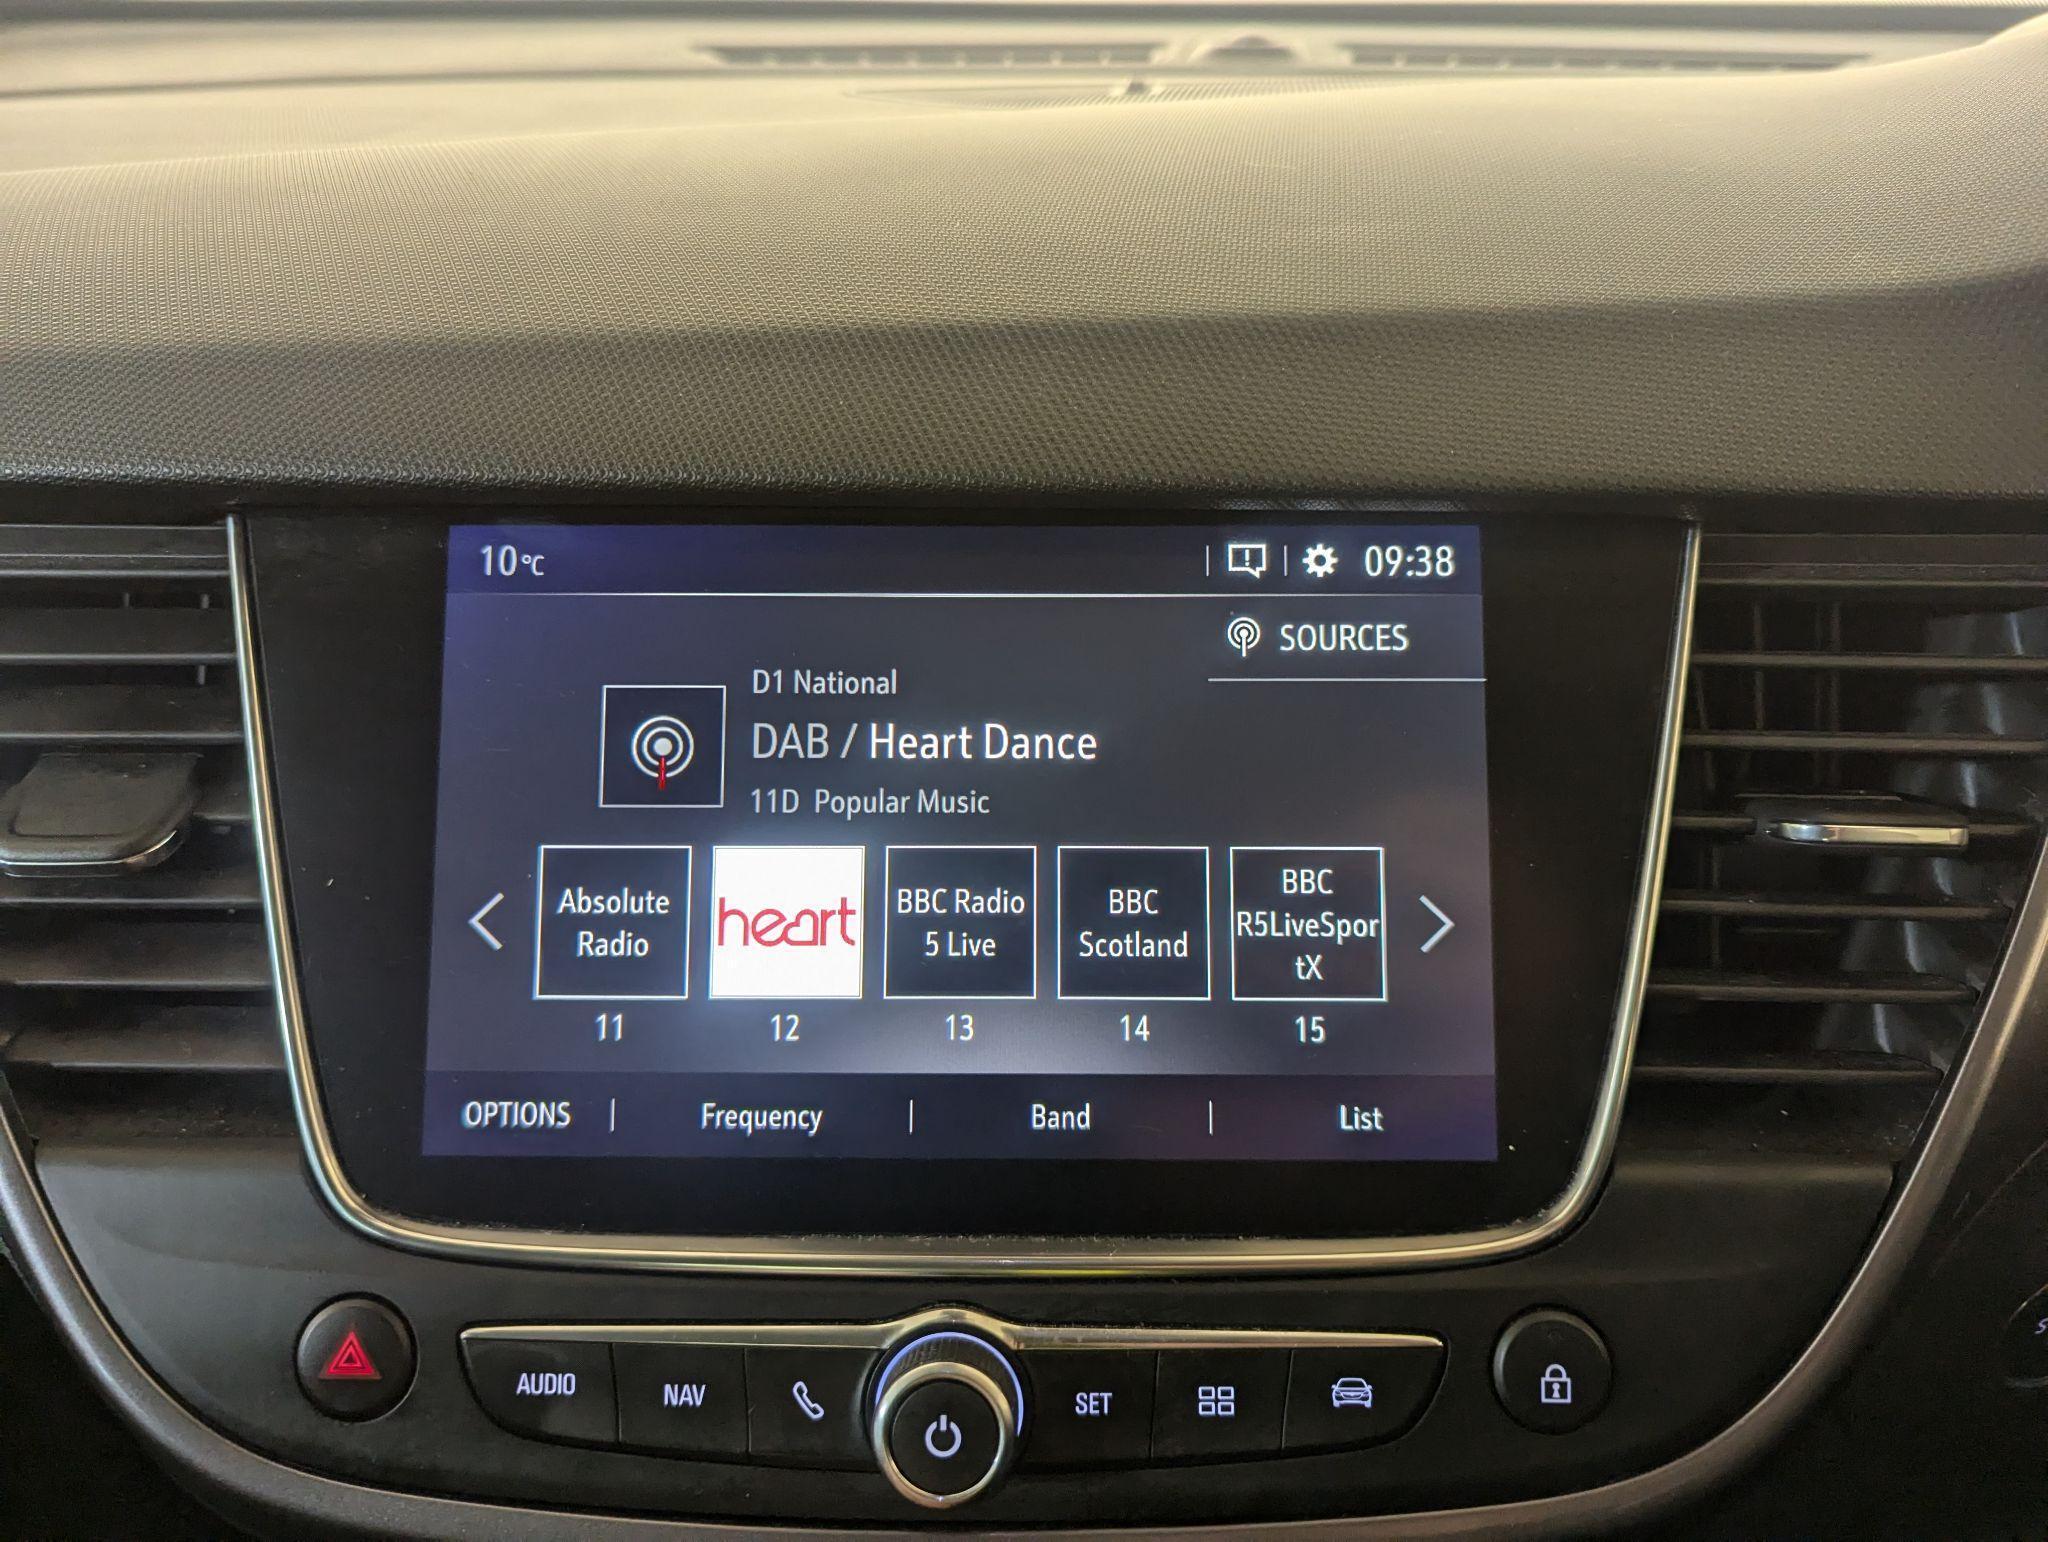 10°C
09:38
SOURCES
D1 National
DAB / Heart Dance
11D Popular Music
Absolute
Radio
heart
BBC Radio
5 Live
BBC
Scotland
BBC
R5LiveSpor
tX
11
12
13
14
15
OPTIONS
Frequency
Band
List
AUDIO
NAV
SET